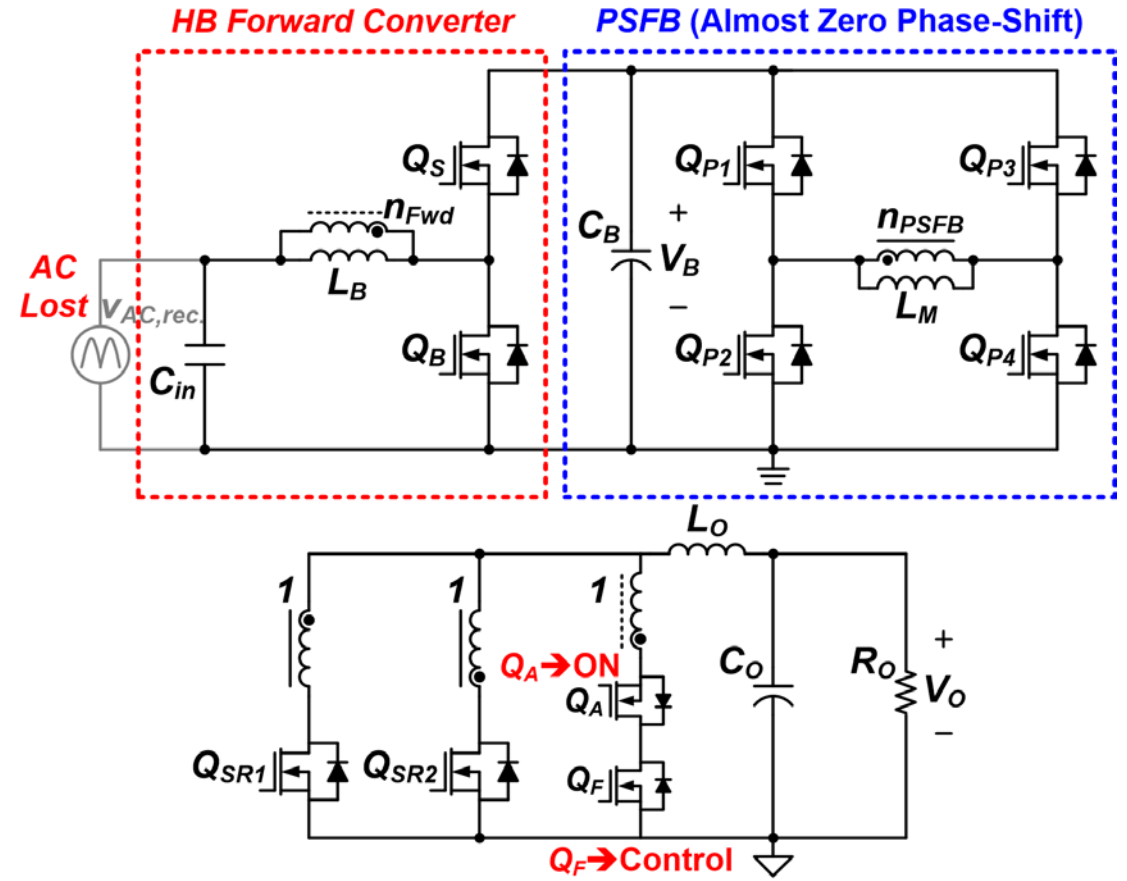 HB Forward Converter
PSFB (Almost Zero Phase-Shift)
QS
QP1
QP3
nFwd
nPSFB
CB
+
VB
−
AC
Lost
vAC,rec.
LB
LM
QB
QP2
QP4
Cin
LO
1
1
1
QA➔ON
QA
CO
RO
+
VO
−
QSR1
QSR2
QF
QF➔Control